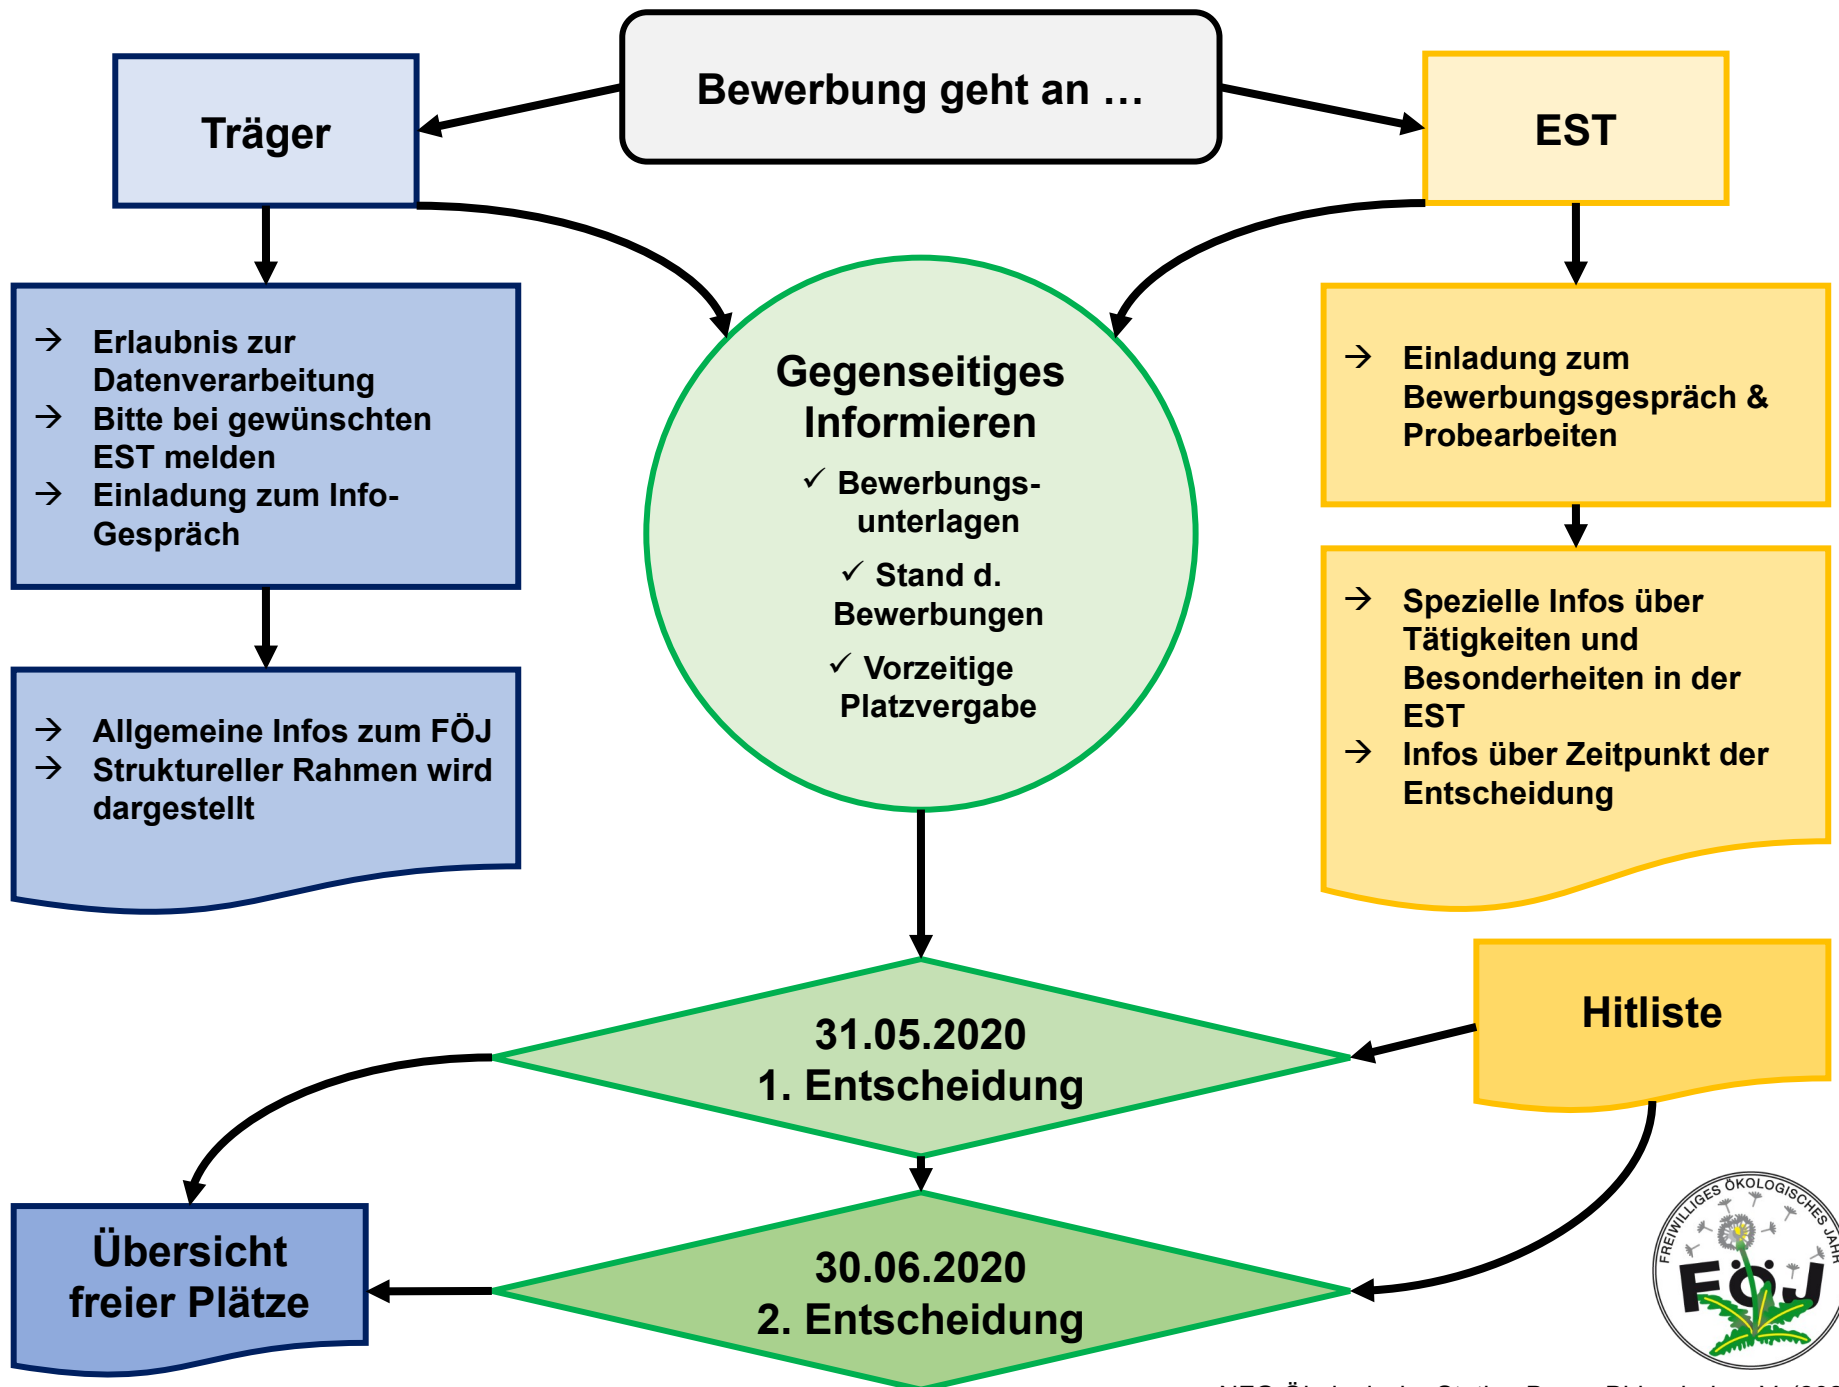 Bewerbung geht an …
Träger
EST
→ Erlaubnis zur
Datenverarbeitung
→ Bitte bei gewünschten
EST melden
→ Einladung zum Info-
Gespräch
→ Allgemeine Infos zum FÖJ
→ Struktureller Rahmen wird
dargestellt
Gegenseitiges
Informieren
✓ Bewerbungs-
unterlagen
✓ Stand d.
Bewerbungen
✓ Vorzeitige
Platzvergabe
→ Einladung zum
Bewerbungsgespräch &
Probearbeiten
→ Spezielle Infos über
Tätigkeiten und
Besonderheiten in der
EST
→ Infos über Zeitpunkt der
Entscheidung
Hitliste
31.05.2020
1. Entscheidung
30.06.2020
2. Entscheidung
Übersicht
freier Plätze
FREIWILLIGES ÖKOLOGISCHES JAHR
FÖJ